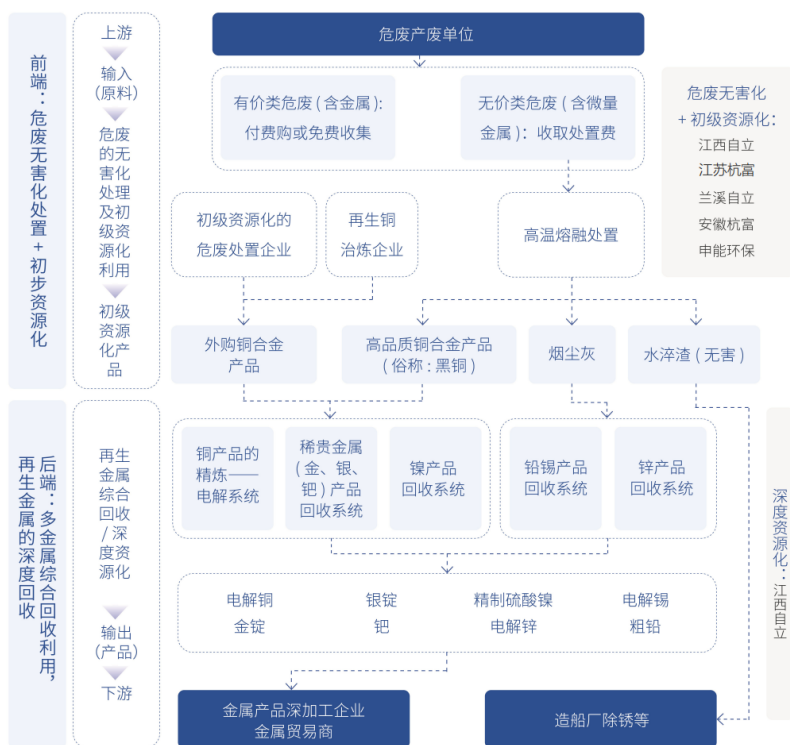 前端：危废无害化处置 + 初步资源化
上游
输入
（原料）
危废
的无
害化
处理
及初
级资
源化
利用
初级
资源
化产
品
危废产废单位
有价类危废 ( 含金属 ):
付费购或免费收集
无价类危废（含微量
金属）：收取处置费
危废无害化
+ 初级资源化：
江西自立
江苏杭富
兰溪自立
安徽杭富
申能环保
初级资源化的
危废处置企业
再生铜
冶炼企业
高温熔融处置
外购铜合金
产品
高品质铜合金产品
( 俗称 : 黑铜 )
烟尘灰
水淬渣 ( 无害 )
后端：多金属综合回收利用，
再生金属的深度回收
再生
金属
综合
回收
/ 深
度资
源化
输出
（产品）
下游
铜产品的
精炼——
电解系统
稀贵金属
( 金、银、
钯 ) 产品
回收系统
镍产品
回收系统
铅锡产品
回收系统
锌产品
回收系统
深度资源化：江西自立
电解铜
银锭
精制硫酸镍
电解锡
金锭
钯
电解锌
粗铅
金属产品深加工企业
金属贸易商
造船厂除锈等